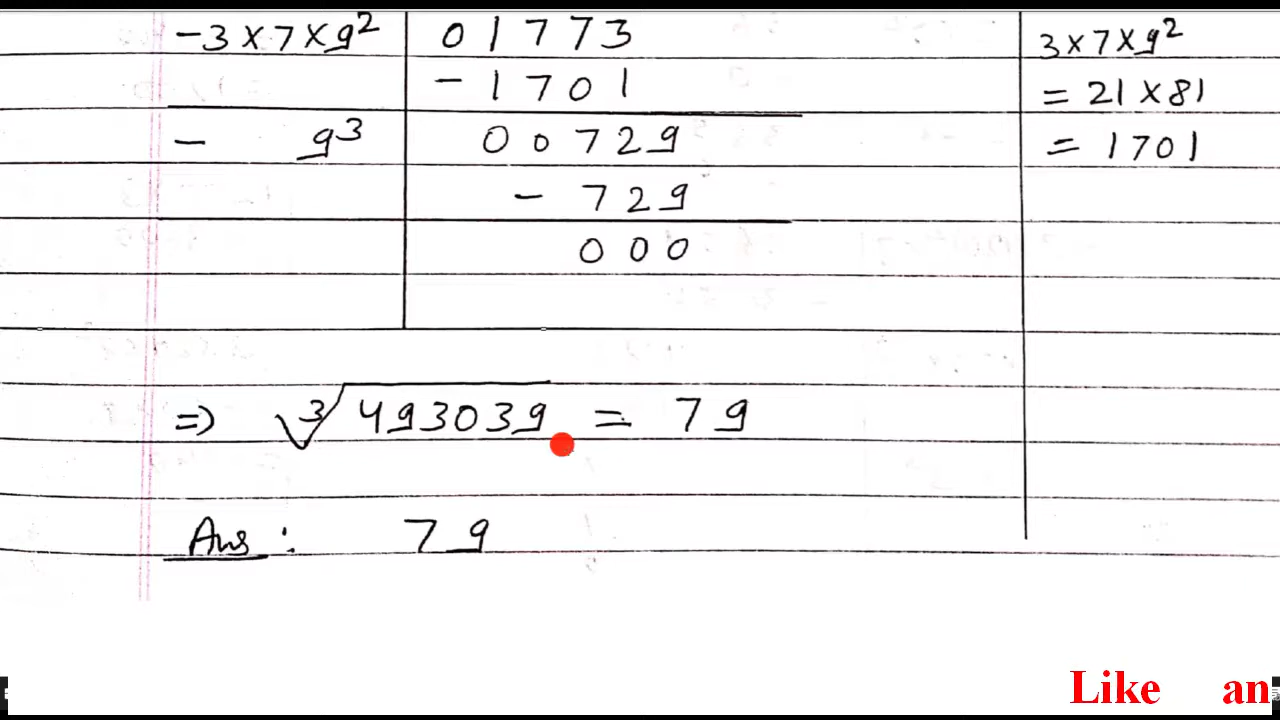 -3×7×9² 01773 3×7×9²
-1701 = 21×81
- 9³ 00729 = 1701
-729
000
⇒ ∛493039 = 79
Ans : 79
Like an